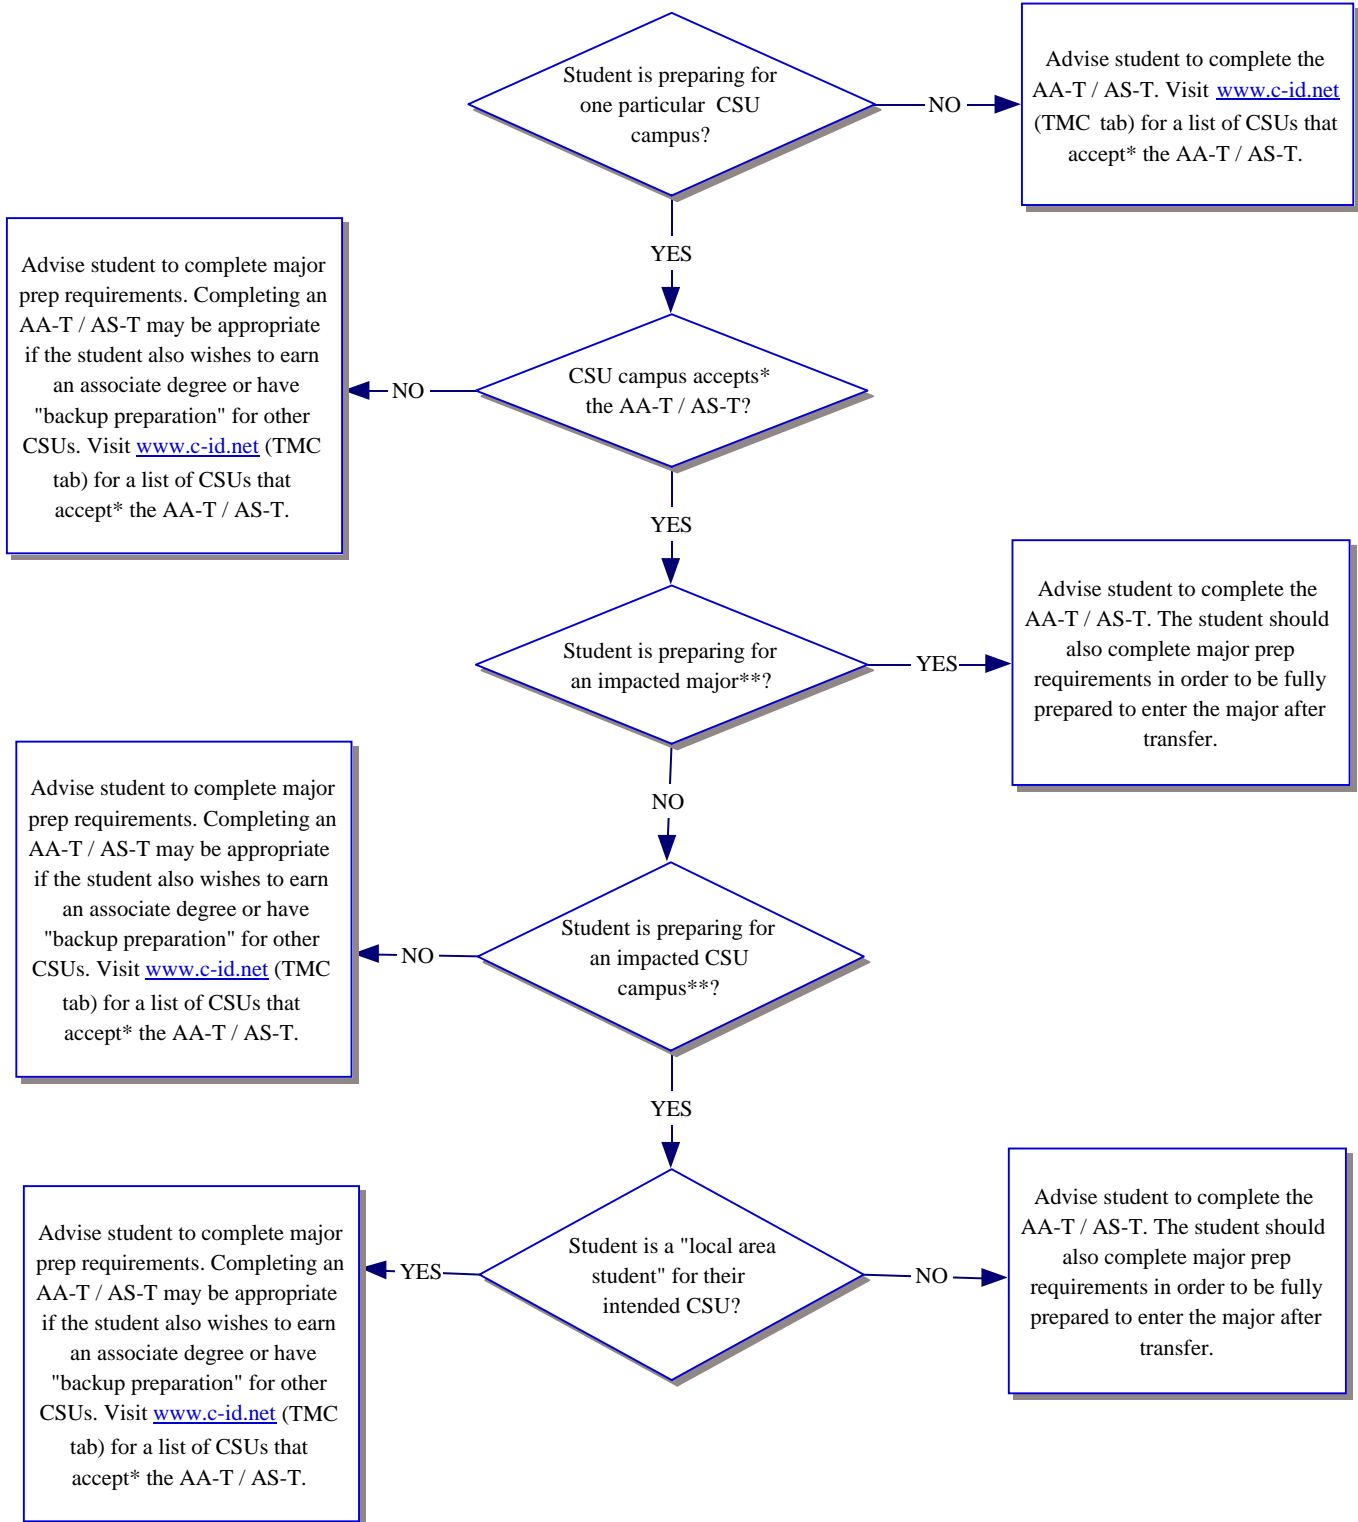 Student is preparing for
one particular CSU
campus?
NO
Advise student to complete the
AA-T / AS-T. Visit www.c-id.net
(TMC tab) for a list of CSUs that
accept* the AA-T / AS-T.
YES
Advise student to complete major
prep requirements. Completing an
AA-T / AS-T may be appropriate
if the student also wishes to earn
an associate degree or have
"backup preparation" for other
CSUs. Visit www.c-id.net (TMC
tab) for a list of CSUs that
accept* the AA-T / AS-T.
NO
CSU campus accepts*
the AA-T / AS-T?
YES
Student is preparing for
an impacted major**?
YES
Advise student to complete the
AA-T / AS-T. The student should
also complete major prep
requirements in order to be fully
prepared to enter the major after
transfer.
NO
Advise student to complete major
prep requirements. Completing an
AA-T / AS-T may be appropriate
if the student also wishes to earn
an associate degree or have
"backup preparation" for other
CSUs. Visit www.c-id.net (TMC
tab) for a list of CSUs that
accept* the AA-T / AS-T.
NO
Student is preparing for
an impacted CSU
campus**?
YES
Advise student to complete major
prep requirements. Completing an
AA-T / AS-T may be appropriate
if the student also wishes to earn
an associate degree or have
"backup preparation" for other
CSUs. Visit www.c-id.net (TMC
tab) for a list of CSUs that
accept* the AA-T / AS-T.
YES
Student is a "local area
student" for their
intended CSU?
NO
Advise student to complete the
AA-T / AS-T. The student should
also complete major prep
requirements in order to be fully
prepared to enter the major after
transfer.